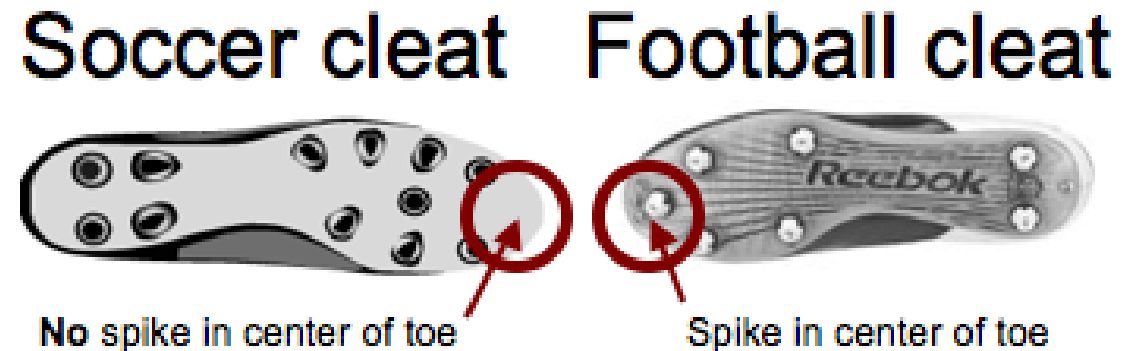 Soccer cleat
Football cleat
Reebok
No spike in center of toe
Spike in center of toe